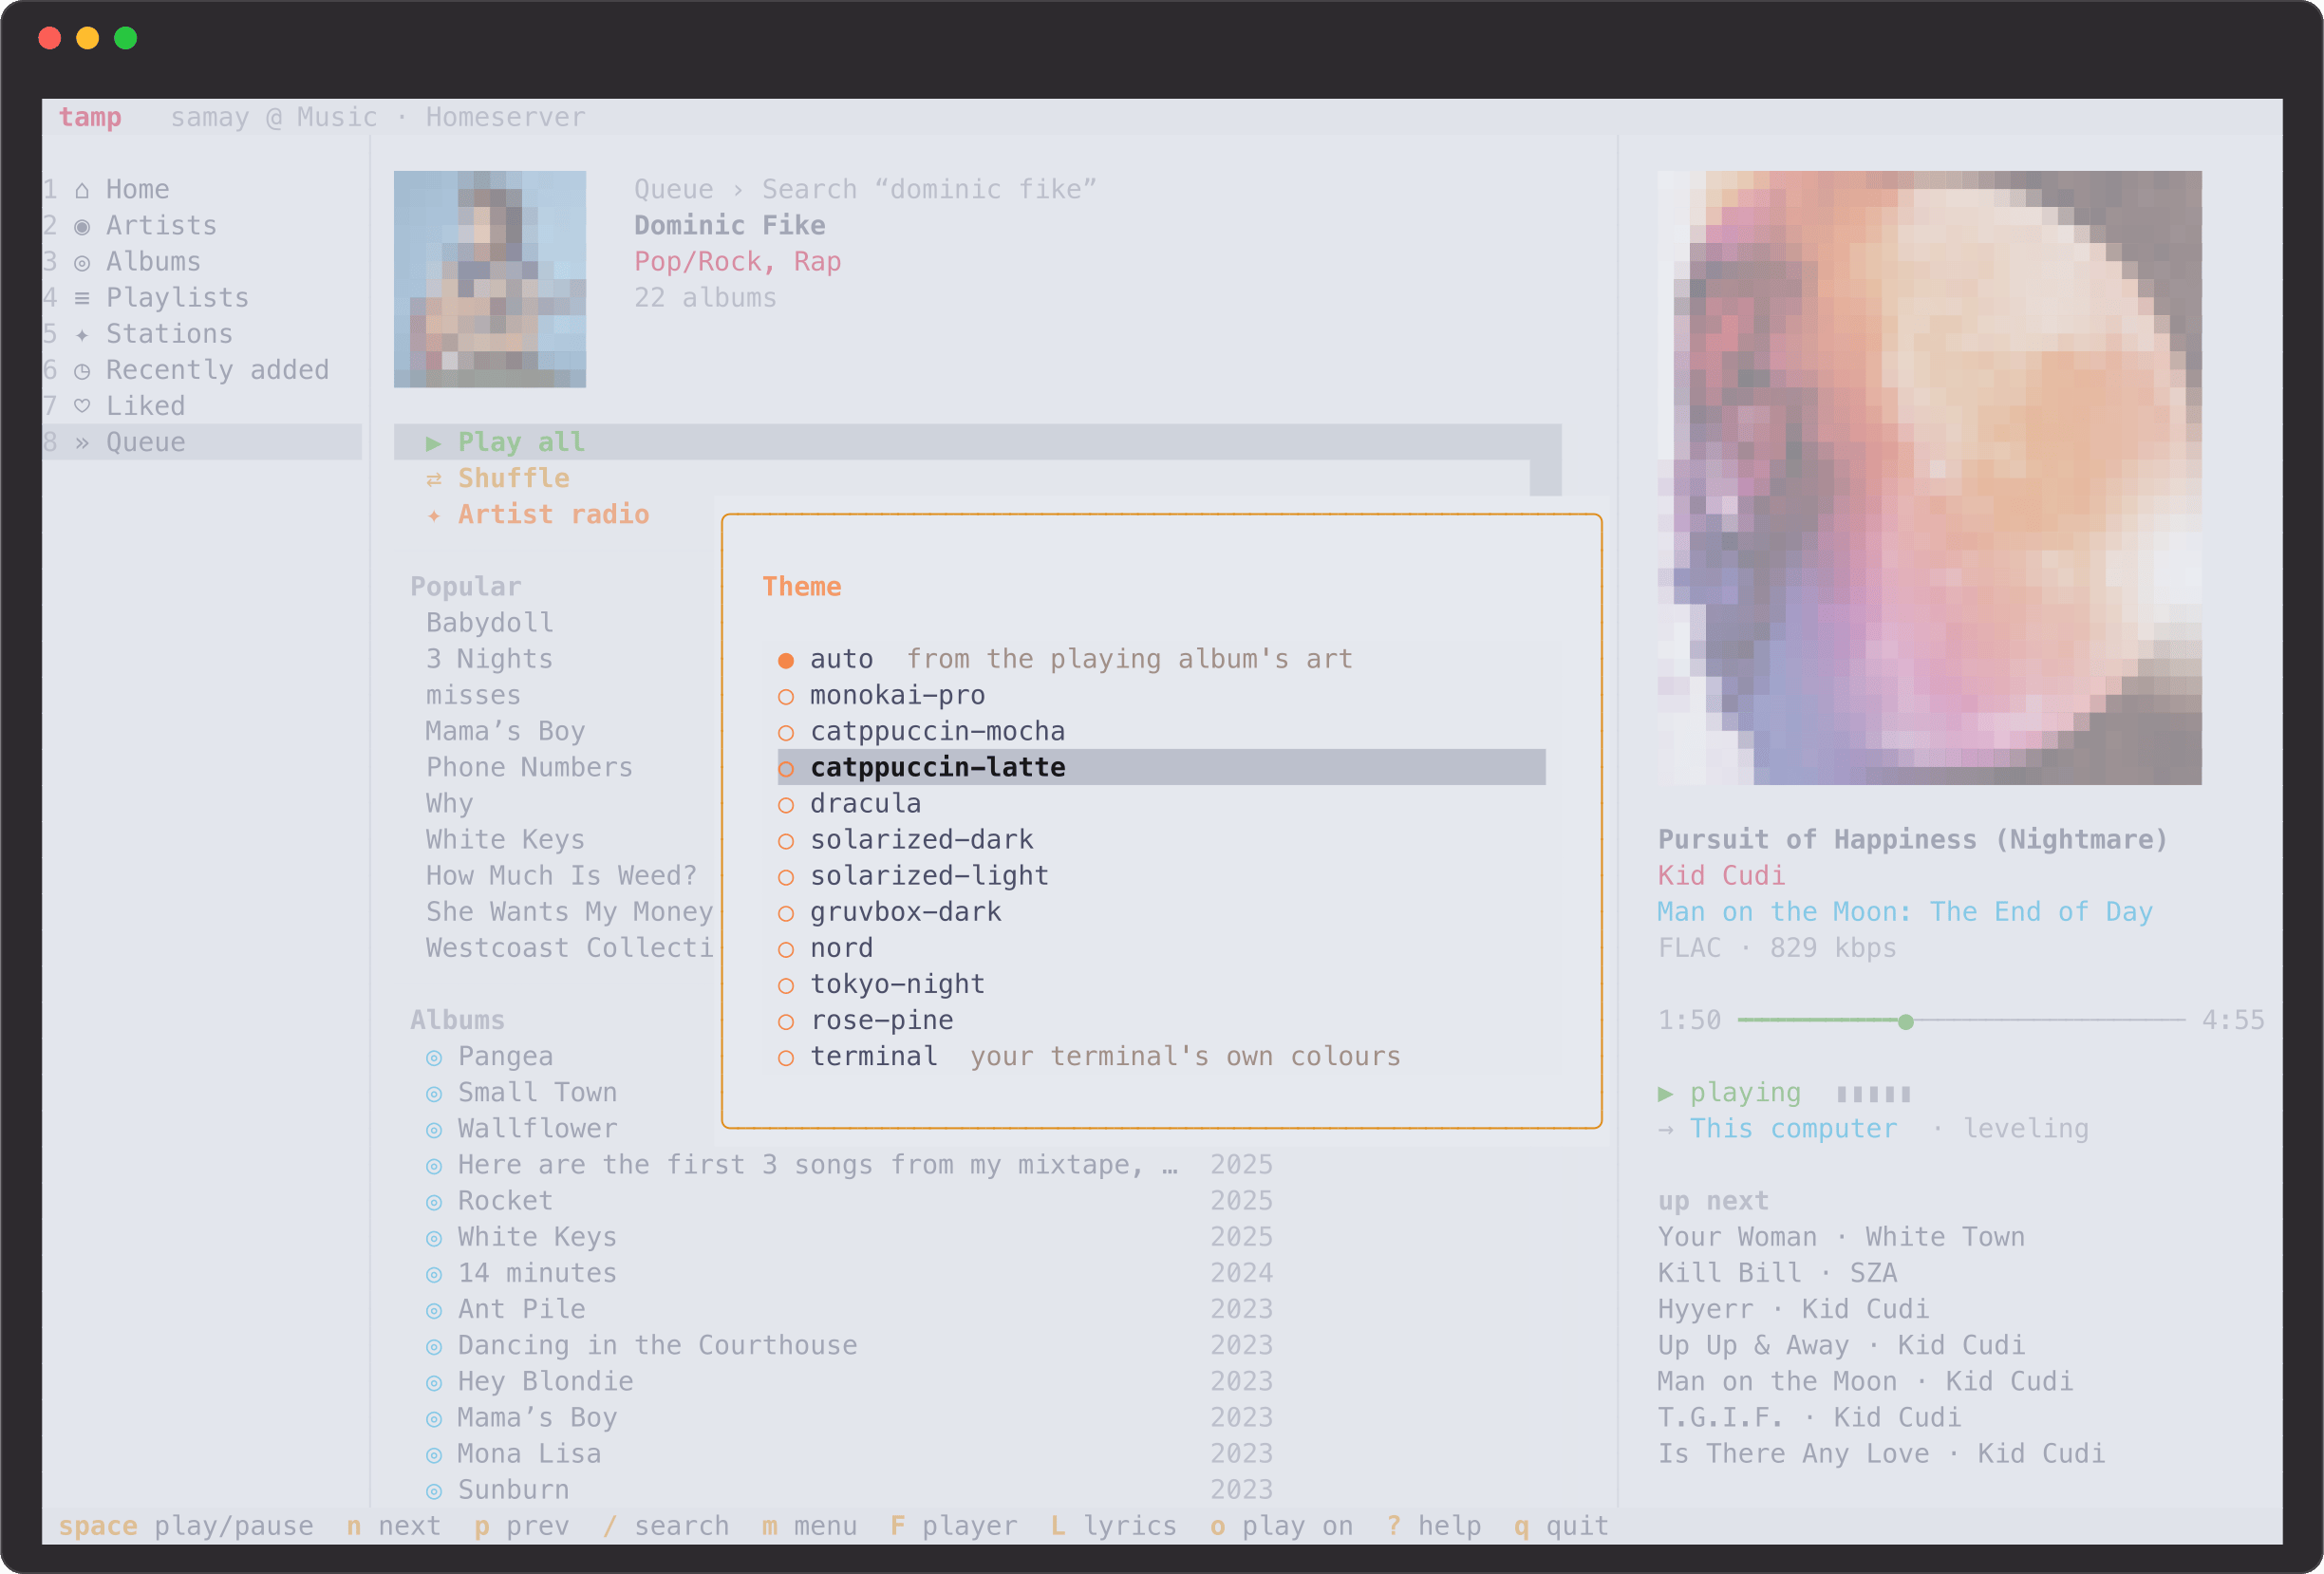 tamp samay @ Music · Homeserver
1 ⌂ Home
2 ◉ Artists
3 ◎ Albums
4 ≡ Playlists
5 ✦ Stations
6 ◷ Recently added
7 ♡ Liked
8 » Queue
Queue › Search “dominic fike”
Dominic Fike
Pop/Rock, Rap
22 albums
▶ Play all
⇄ Shuffle
✦ Artist radio
Popular
Babydoll
3 Nights
misses
Mama’s Boy
Phone Numbers
Why
White Keys
How Much Is Weed?
She Wants My Money
Westcoast Collecti
Albums
◎ Pangea
◎ Small Town
◎ Wallflower
◎ Here are the first 3 songs from my mixtape, … 2025
◎ Rocket 2025
◎ White Keys 2025
◎ 14 minutes 2024
◎ Ant Pile 2023
◎ Dancing in the Courthouse 2023
◎ Hey Blondie 2023
◎ Mama’s Boy 2023
◎ Mona Lisa 2023
◎ Sunburn 2023
Theme
● auto from the playing album's art
○ monokai-pro
○ catppuccin-mocha
○ catppuccin-latte
○ dracula
○ solarized-dark
○ solarized-light
○ gruvbox-dark
○ nord
○ tokyo-night
○ rose-pine
○ terminal your terminal's own colours
Pursuit of Happiness (Nightmare)
Kid Cudi
Man on the Moon: The End of Day
FLAC · 829 kbps
1:50 4:55
▶ playing
→ This computer · leveling
up next
Your Woman · White Town
Kill Bill · SZA
Hyyerr · Kid Cudi
Up Up & Away · Kid Cudi
Man on the Moon · Kid Cudi
T.G.I.F. · Kid Cudi
Is There Any Love · Kid Cudi
space play/pause n next p prev / search m menu F player L lyrics o play on ? help q quit